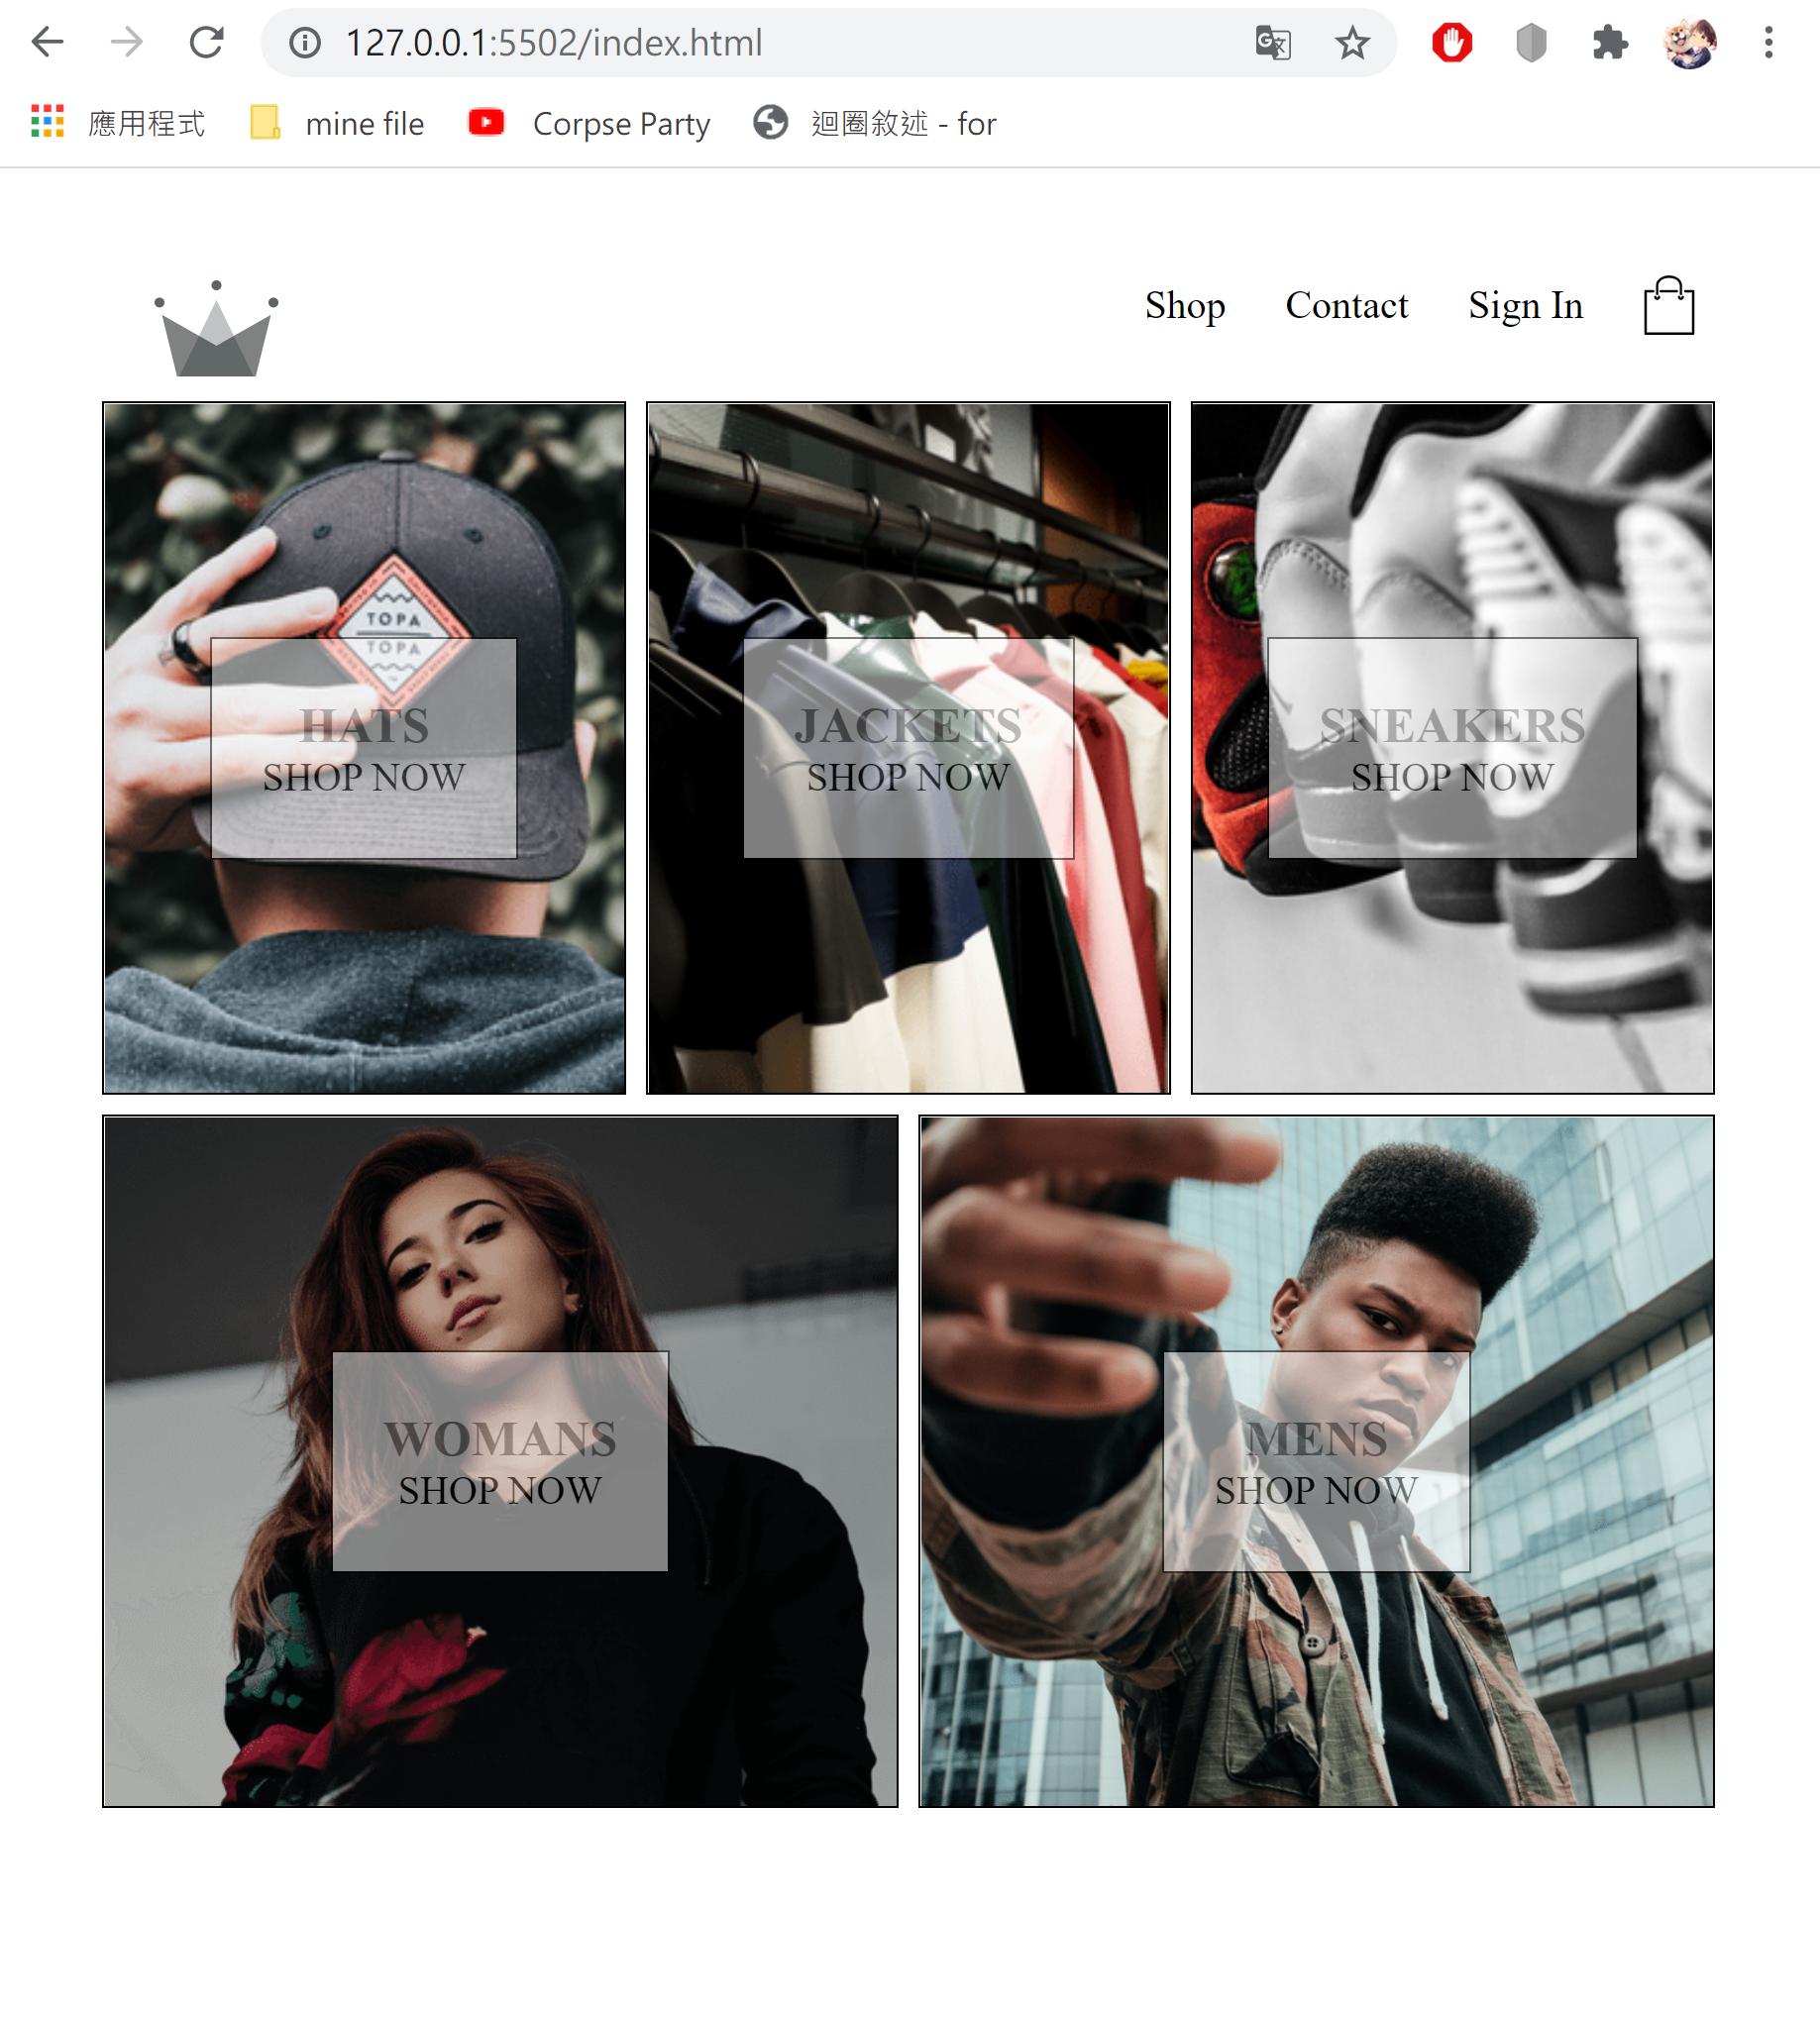 127.0.0.1:5502/index.html
應用程式 mine file Corpse Party 迴圈敘述 - for
Shop Contact Sign In
TOPA
TOPA
HATS
SHOP NOW
JACKETS
SHOP NOW
SNEAKERS
SHOP NOW
WOMANS
SHOP NOW
MENS
SHOP NOW